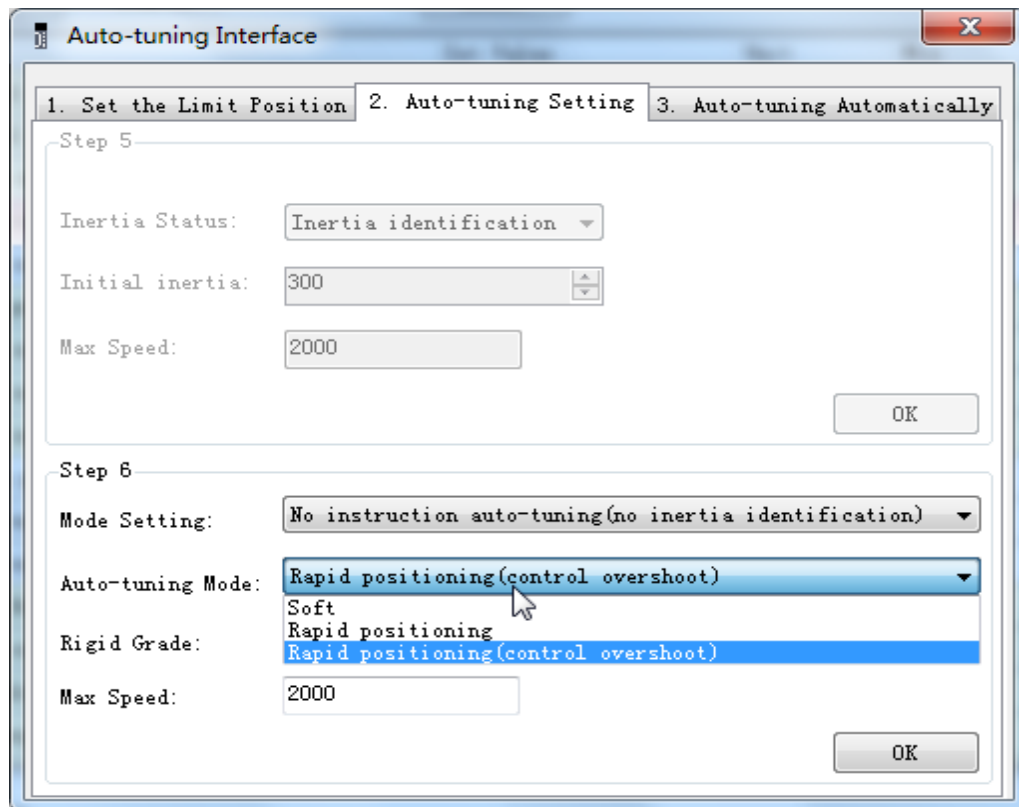 Auto-tuning Interface
1. Set the Limit Position
2. Auto-tuning Setting
3. Auto-tuning Automatically
Step 5
Inertia Status:
Inertia identification
Initial inertia:
300
Max Speed:
2000
OK
Step 6
Mode Setting:
No instruction auto-tuning(no inertia identification)
Auto-tuning Mode:
Rapid positioning(control overshoot)
Soft
Rapid positioning
Rigid Grade:
Rapid positioning(control overshoot)
Max Speed:
2000
OK